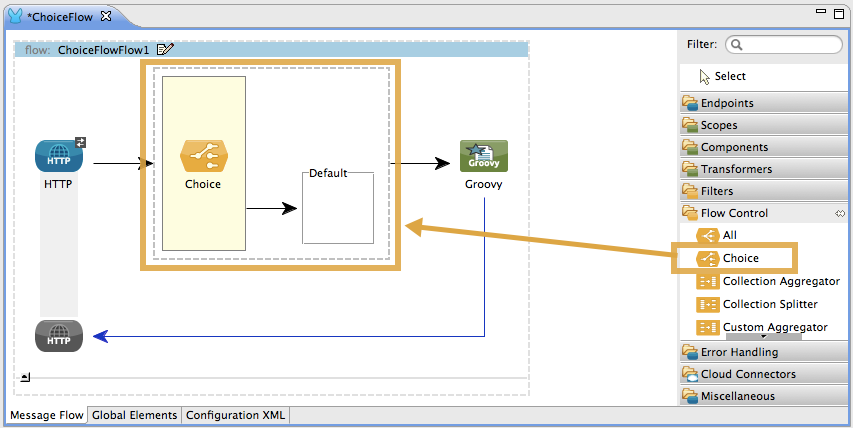 *ChoiceFlow
flow: ChoiceFlowFlow1
HTTP
HTTP
Choice
Default
Groovy
Groovy
HTTP
Message Flow
Global Elements
Configuration XML
Filter:
Select
Endpoints
Scopes
Components
Transformers
Filters
Flow Control
All
Choice
Collection Aggregator
Collection Splitter
Custom Aggregator
Error Handling
Cloud Connectors
Miscellaneous